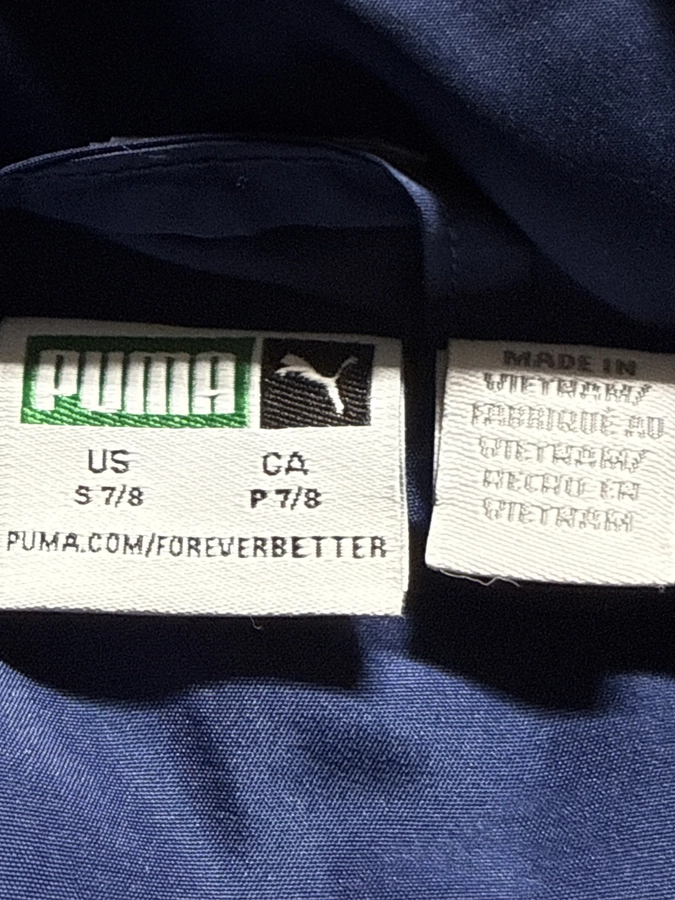 PUMA
US CA
S 7/8 P 7/8
PUMA.COM/FOREVERBETTER
MADE IN
VIETNAM/
FABRIQUÉ AU
VIETNAM/
HECHO EN
VIETNAM